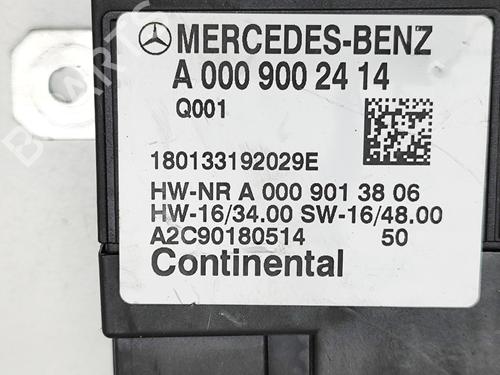 MERCEDES-BENZ
A 000 900 24 14
Q001
180133192029E
HW-NR A 000 901 38 06
HW-16/34.00 SW-16/48.00
A2C90180514 50
Continental